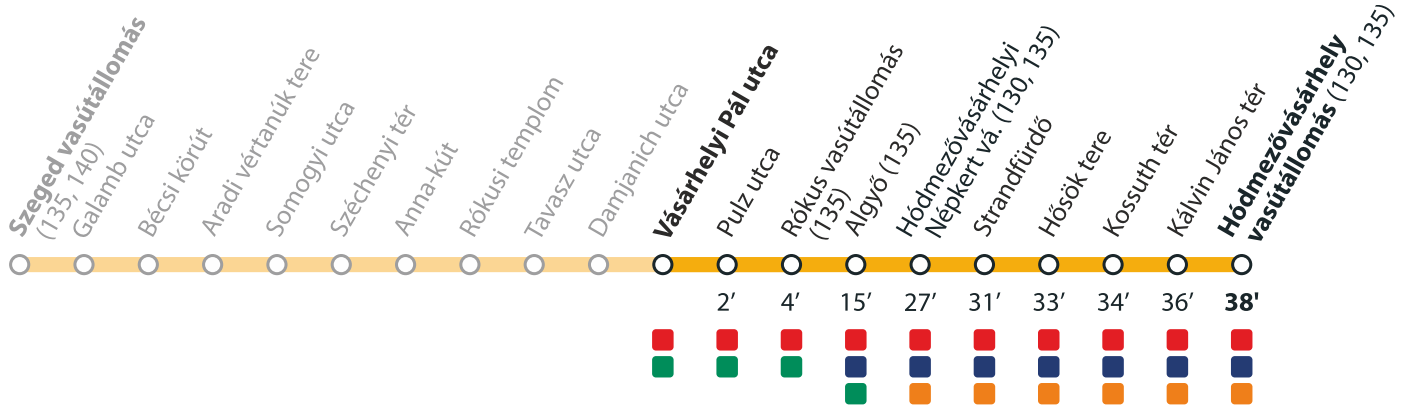 Szeged vasútállomás
(135, 140)
Galamb utca
Bécsi körút
Aradi vértanúk tere
Somogyi utca
Széchenyi tér
Anna-kút
Rókusi templom
Tavasz utca
Damjanich utca
Vásárhelyi Pál utca
Pulz utca
Rókus vasútállomás
(135)
Algyő (135)
Hódmezővásárhelyi
Népkert vá. (130, 135)
Strandfürdő
Hősök tere
Kossuth tér
Kálvin János tér
Hódmezővásárhely
vasútállomás (130, 135)
2’ 4’ 15’ 27’ 31’ 33’ 34’ 36’ 38'